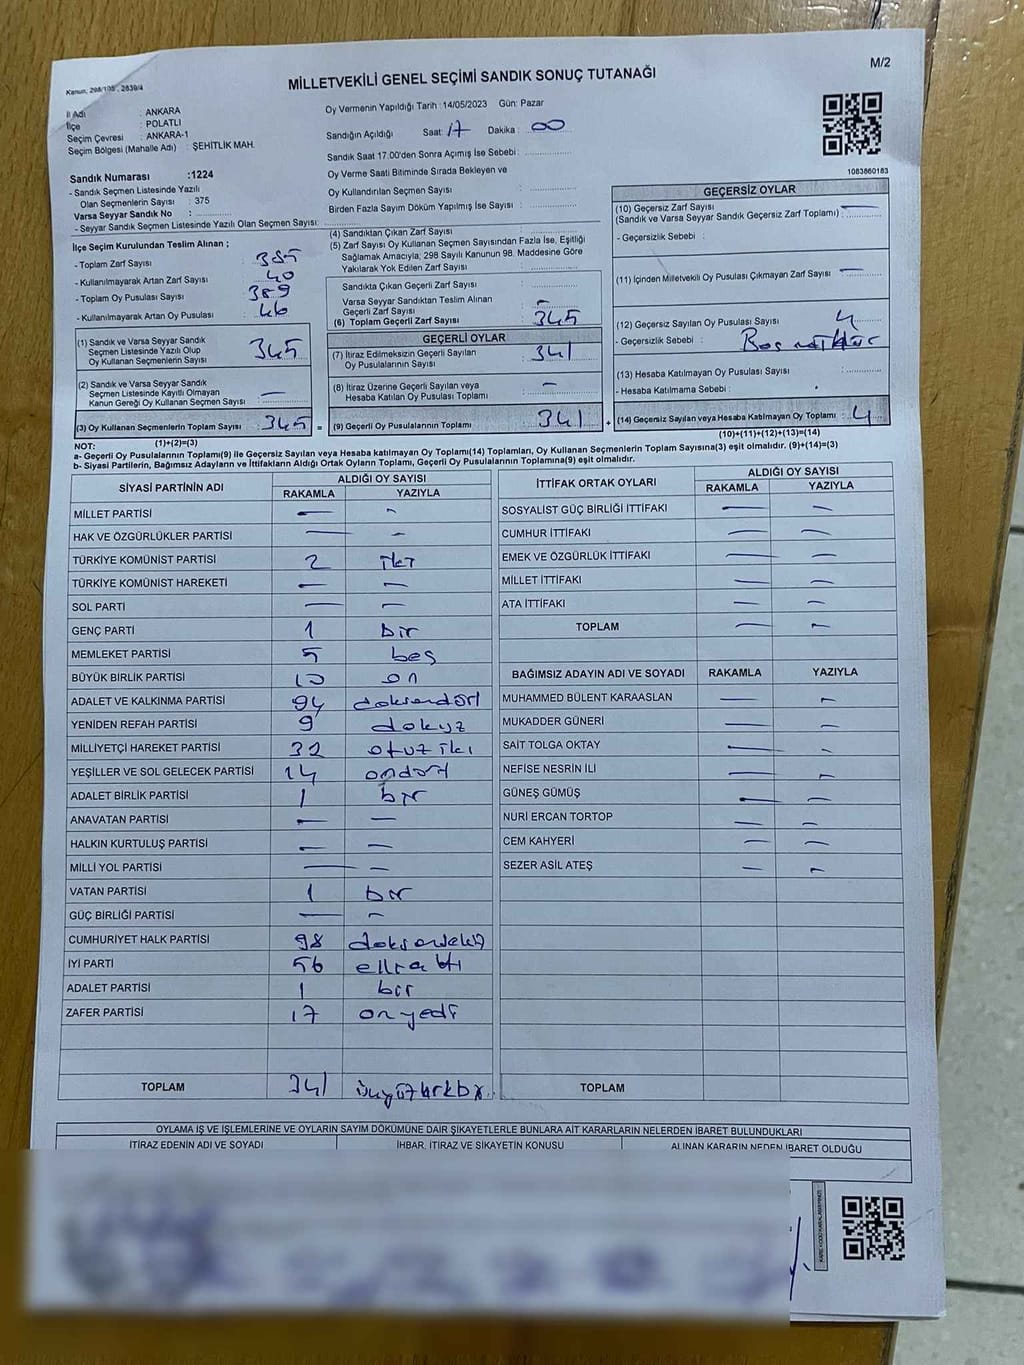 M/2
Kanun, 298/105, 2839/4
MİLLETVEKİLİ GENEL SEÇİMİ SANDIK SONUÇ TUTANAĞI
İl Adı : ANKARA
İlçe : POLATLI
Seçim Çevresi : ANKARA-1
Seçim Bölgesi (Mahalle Adı) : ŞEHİTLİK MAH.
Sandık Numarası :1224
- Sandık Seçmen Listesinde Yazılı
Olan Seçmenlerin Sayısı : 375
Varsa Seyyar Sandık No :
- Seyyar Sandık Seçmen Listesinde Yazılı Olan Seçmen Sayısı:
Oy Vermenin Yapıldığı Tarih :14/05/2023 Gün: Pazar
Sandığın Açıldığı Saat: 17 Dakika : 00
Sandık Saat 17.00'den Sonra Açımış İse Sebebi:
Oy Verme Saati Bitiminde Sırada Bekleyen ve
Oy Kullandırılan Seçmen Sayısı :
Birden Fazla Sayım Döküm Yapılmış İse Sayısı :
1083860183
İlçe Seçim Kurulundan Teslim Alınan ;
- Toplam Zarf Sayısı : 385
- Kullanılmayarak Artan Zarf Sayısı : 40
- Toplam Oy Pusulası Sayısı : 389
- Kullanılmayarak Artan Oy Pusulası : 46
(1) Sandık ve Varsa Seyyar Sandık
Seçmen Listesinde Yazılı Olup
Oy Kullanan Seçmenlerin Sayısı : 345
(2) Sandık ve Varsa Seyyar Sandık
Seçmen Listesinde Kayıtlı Olmayan
Kanun Gereği Oy Kullanan Seçmen Sayısı : —
(3) Oy Kullanan Seçmenlerin Toplam Sayısı : 345 =
(4) Sandıktan Çıkan Zarf Sayısı :
(5) Zarf Sayısı Oy Kullanan Seçmen Sayısından Fazla İse, Eşitliği
Sağlamak Amacıyla, 298 Sayılı Kanunun 98. Maddesine Göre
Yakılarak Yok Edilen Zarf Sayısı :
Sandıkta Çıkan Geçerli Zarf Sayısı :
Varsa Seyyar Sandıktan Teslim Alınan
Geçerli Zarf Sayısı : —
(6) Toplam Geçerli Zarf Sayısı : 345
GEÇERLİ OYLAR
(7) İtiraz Edilmeksizin Geçerli Sayılan
Oy Pusulalarının Sayısı : 341
(8) İtiraz Üzerine Geçerli Sayılan veya
Hesaba Katılan Oy Pusulası Toplamı : —
(9) Geçerli Oy Pusulalarının Toplamı : 341 +
GEÇERSİZ OYLAR
(10) Geçersiz Zarf Sayısı
(Sandık ve Varsa Seyyar Sandık Geçersiz Zarf Toplamı) : —
- Geçersizlik Sebebi :
(11) İçinden Milletvekili Oy Pusulası Çıkmayan Zarf Sayısı : —
(12) Geçersiz Sayılan Oy Pusulası Sayısı : 4
- Geçersizlik Sebebi : Boş
(13) Hesaba Katılmayan Oy Pusulası Sayısı :
- Hesaba Katılmama Sebebi :
(14) Geçersiz Sayılan veya Hesaba Katılmayan Oy Toplamı : 4
NOT: (1)+(2)=(3) (10)+(11)+(12)+(13)=(14)
a- Geçerli Oy Pusulalarının Toplamı(9) ile Geçersiz Sayılan veya Hesaba katılmayan Oy Toplamı(14) Toplamları, Oy Kullanan Seçmenlerin Toplam Sayısına(3) eşit olmalıdır. (9)+(14)=(3)
b- Siyasi Partilerin, Bağımsız Adayların ve İttifakların Aldığı Ortak Oyların Toplamı, Geçerli Oy Pusulalarının Toplamına(9) eşit olmalıdır.
SİYASİ PARTİNİN ADI ALDIĞI OY SAYISI
RAKAMLA YAZIYLA
MİLLET PARTİSİ — —
HAK VE ÖZGÜRLÜKLER PARTİSİ — —
TÜRKİYE KOMÜNİST PARTİSİ 2 iki
TÜRKİYE KOMÜNİST HAREKETİ — —
SOL PARTİ — —
GENÇ PARTİ 1 bir
MEMLEKET PARTİSİ 5 beş
BÜYÜK BİRLİK PARTİSİ 10 on
ADALET VE KALKINMA PARTİSİ 94 doksandört
YENİDEN REFAH PARTİSİ 9 dokuz
MİLLİYETÇİ HAREKET PARTİSİ 32 otuz iki
YEŞİLLER VE SOL GELECEK PARTİSİ 14 ondört
ADALET BİRLİK PARTİSİ 1 bir
ANAVATAN PARTİSİ — —
HALKIN KURTULUŞ PARTİSİ — —
MİLLİ YOL PARTİSİ — —
VATAN PARTİSİ 1 bir
GÜÇ BİRLİĞİ PARTİSİ — —
CUMHURİYET HALK PARTİSİ 98 doksansekiz
İYİ PARTİ 56 ellialtı
ADALET PARTİSİ 1 bir
ZAFER PARTİSİ 17 onyedi
TOPLAM 341 üçyüzkırkbir
İTTİFAK ORTAK OYLARI ALDIĞI OY SAYISI
RAKAMLA YAZIYLA
SOSYALİST GÜÇ BİRLİĞİ İTTİFAKI — —
CUMHUR İTTİFAKI — —
EMEK VE ÖZGÜRLÜK İTTİFAKI — —
MİLLET İTTİFAKI — —
ATA İTTİFAKI — —
TOPLAM — —
BAĞIMSIZ ADAYIN ADI VE SOYADI RAKAMLA YAZIYLA
MUHAMMED BÜLENT KARAASLAN — —
MUKADDER GÜNERİ — —
SAİT TOLGA OKTAY — —
NEFİSE NESRİN İLİ — —
GÜNEŞ GÜMÜŞ — —
NURİ ERCAN TORTOP — —
CEM KAHYERİ — —
SEZER ASİL ATEŞ — —
TOPLAM
OYLAMA İŞ VE İŞLEMLERİNE VE OYLARIN SAYIM DÖKÜMÜNE DAİR ŞİKAYETLERLE BUNLARA AİT KARARLARIN NELERDEN İBARET BULUNDUKLARI
İTİRAZ EDENİN ADI VE SOYADI İHBAR, İTİRAZ VE ŞİKAYETİN KONUSU ALINAN KARARIN NEDEN İBARET OLDUĞU